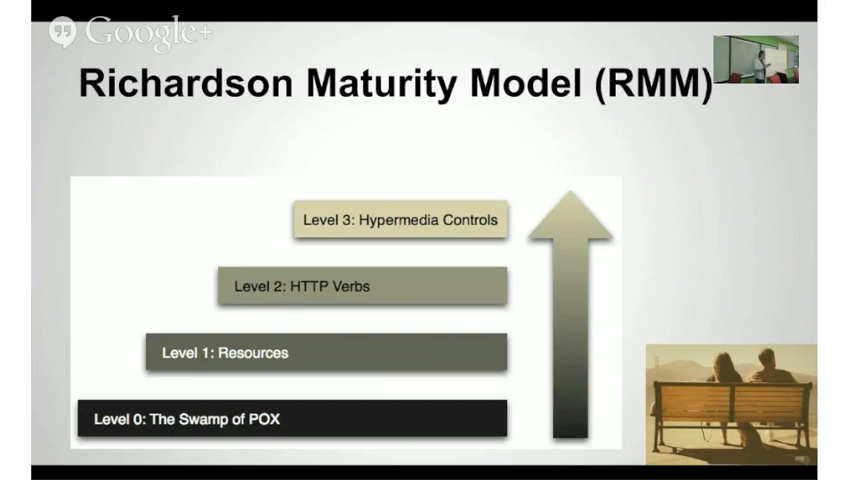 Google+
Richardson Maturity Model (RMM)
Level 3: Hypermedia Controls
Level 2: HTTP Verbs
Level 1: Resources
Level 0: The Swamp of POX